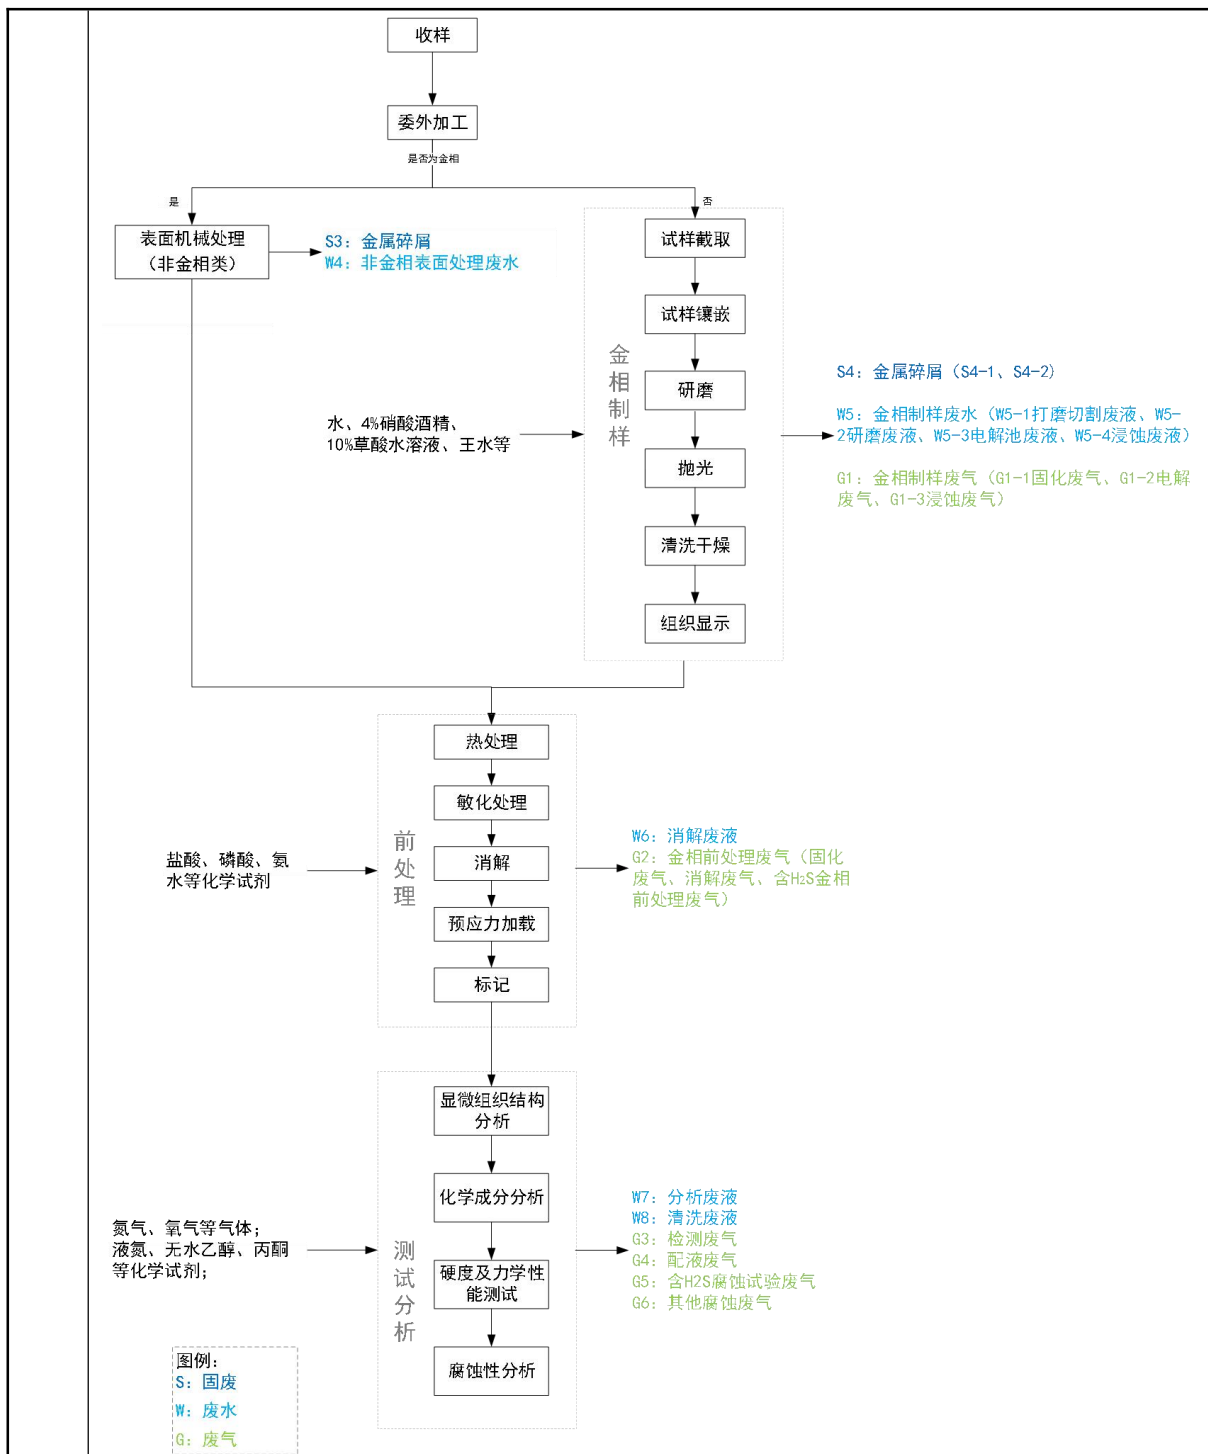 收样
委外加工
是否为金相
是
否
表面机械处理
（非金相类）
S3：金属碎屑
W4：非金相表面处理废水
试样截取
试样镶嵌
研磨
抛光
清洗干燥
组织显示
金相制样
水、4%硝酸酒精、
10%草酸水溶液、王水等
S4：金属碎屑（S4-1、S4-2）
W5：金相制样废水（W5-1打磨切割废液、W5-
2研磨废液、W5-3电解池废液、W5-4浸蚀废液）
G1：金相制样废气（G1-1固化废气、G1-2电解
废气、G1-3浸蚀废气）
热处理
敏化处理
消解
预应力加载
标记
前处理
盐酸、磷酸、氨
水等化学试剂
W6：消解废液
G2：金相前处理废气（固化
废气、消解废气、含H₂S金相
前处理废气）
显微组织结构
分析
化学成分分析
硬度及力学性
能测试
腐蚀性分析
测试分析
氮气、氧气等气体；
液氮、无水乙醇、丙酮
等化学试剂；
W7：分析废液
W8：清洗废液
G3：检测废气
G4：配液废气
G5：含H2S腐蚀试验废气
G6：其他腐蚀废气
图例：
S：固废
W：废水
G：废气